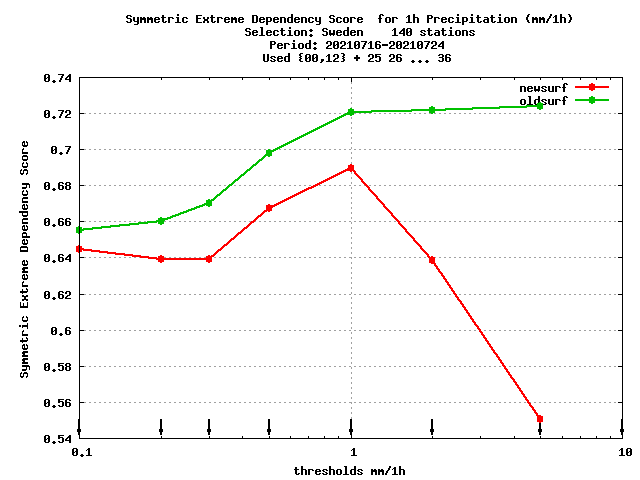 Symmetric Extreme Dependency Score  for 1h Precipitation (mm/1h)
Selection: Sweden    140 stations
Period: 20210716-20210724
Used {00,12} + 25 26 ... 36
0.74
newsurf
oldsurf
0.72
0.7
0.68
0.66
0.64
0.62
0.6
0.58
0.56
0.54
Symmetric Extreme Dependency Score
0.1
1
10
thresholds mm/1h